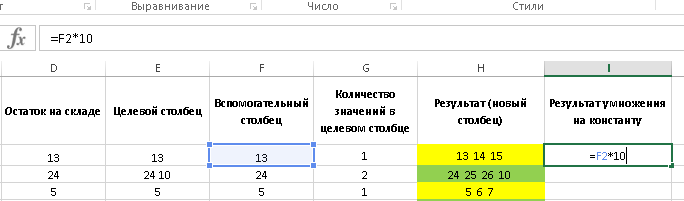 Выравнивание Число Стили
fx =F2*10
D E F G H I
Остаток на складе Целевой столбец Вспомогательный столбец Количество значений в целевом столбце Результат (новый столбец) Результат умножения на константу
13 13 13 1 13 14 15 =F2*10
24 24 10 24 2 24 25 26 10
5 5 5 1 5 6 7